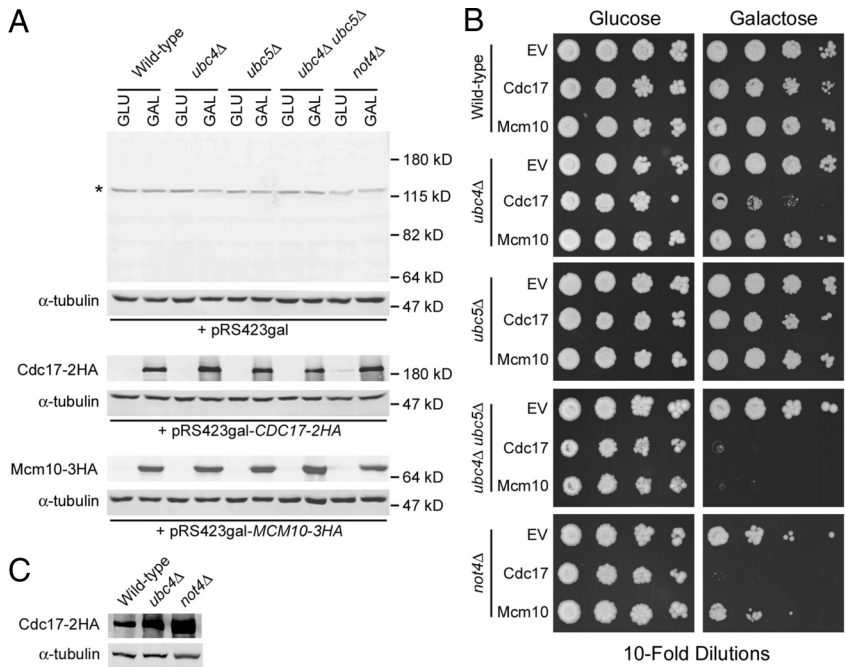 A
Wild-type
ubc4Δ
ubc5Δ
ubc4Δ ubc5Δ
not4Δ
GLU GAL GLU GAL GLU GAL GLU GAL GLU GAL
180 kD
*
115 kD
82 kD
64 kD
α-tubulin
47 kD
+ pRS423gal
Cdc17-2HA
180 kD
α-tubulin
47 kD
+ pRS423gal-CDC17-2HA
Mcm10-3HA
64 kD
α-tubulin
47 kD
+ pRS423gal-MCM10-3HA
B
Glucose Galactose
Wild-type
EV
Cdc17
Mcm10
ubc4Δ
EV
Cdc17
Mcm10
ubc5Δ
EV
Cdc17
Mcm10
ubc4Δ ubc5Δ
EV
Cdc17
Mcm10
not4Δ
EV
Cdc17
Mcm10
10-Fold Dilutions
C
Wild-type
ubc4Δ
not4Δ
Cdc17-2HA
α-tubulin